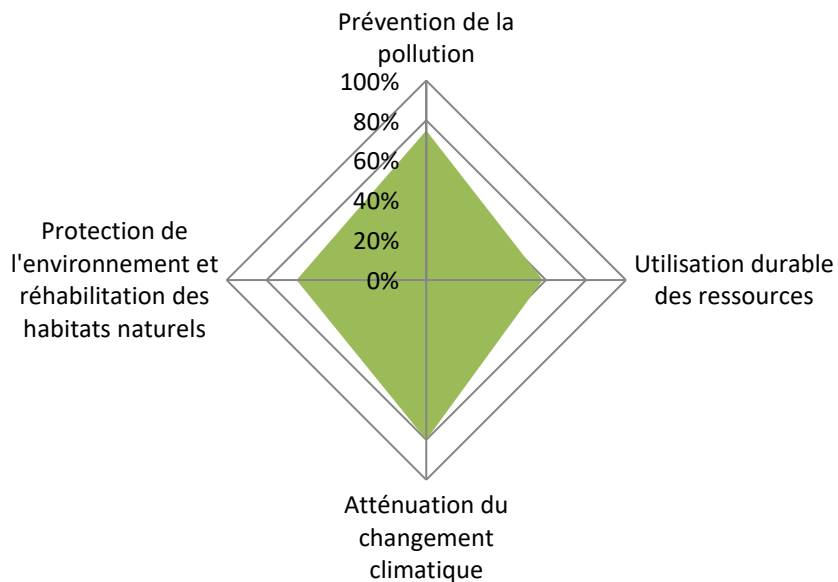 Prévention de la
pollution
100%
80%
60%
40%
20%
0%
Utilisation durable
des ressources
Atténuation du
changement
climatique
Protection de
l'environnement et
réhabilitation des
habitats naturels